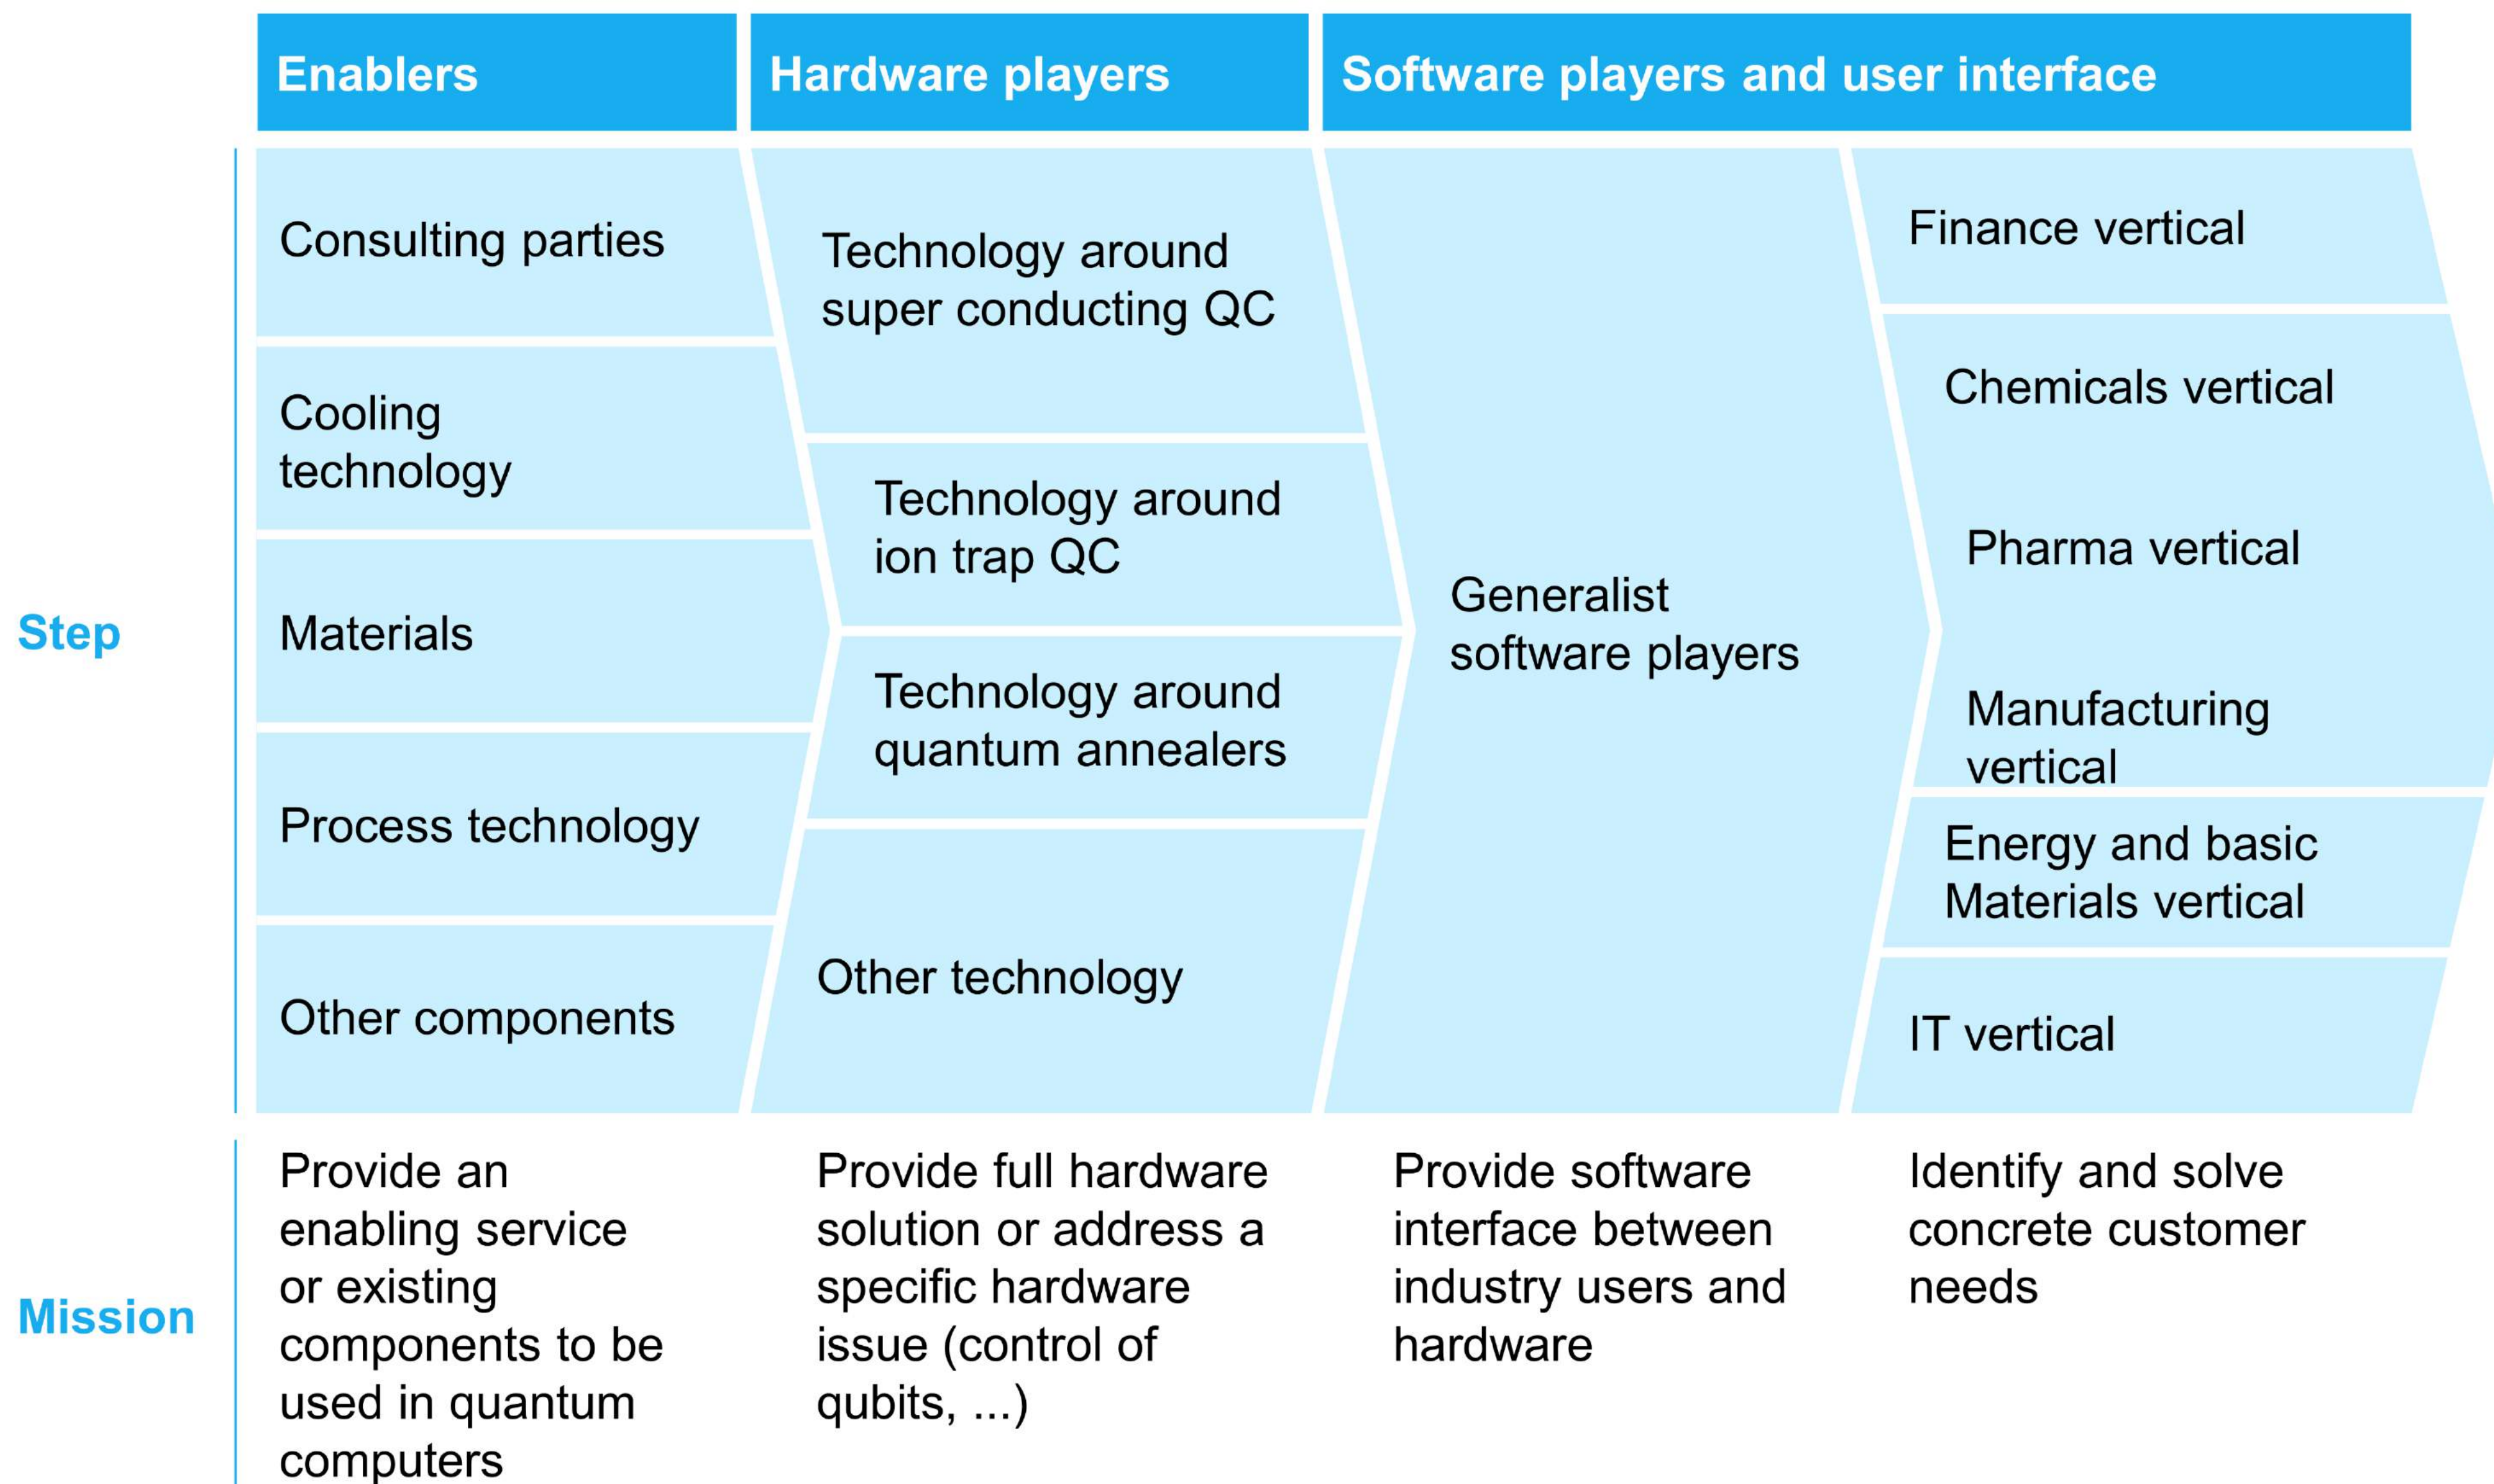 Enablers
Hardware players
Software players and user interface
Step
Consulting parties
Cooling
technology
Materials
Process technology
Other components
Technology around
super conducting QC
Technology around
ion trap QC
Technology around
quantum annealers
Other technology
Generalist
software players
Finance vertical
Chemicals vertical
Pharma vertical
Manufacturing
vertical
Energy and basic
Materials vertical
IT vertical
Mission
Provide an
enabling service
or existing
components to be
used in quantum
computers
Provide full hardware
solution or address a
specific hardware
issue (control of
qubits, ...)
Provide software
interface between
industry users and
hardware
Identify and solve
concrete customer
needs